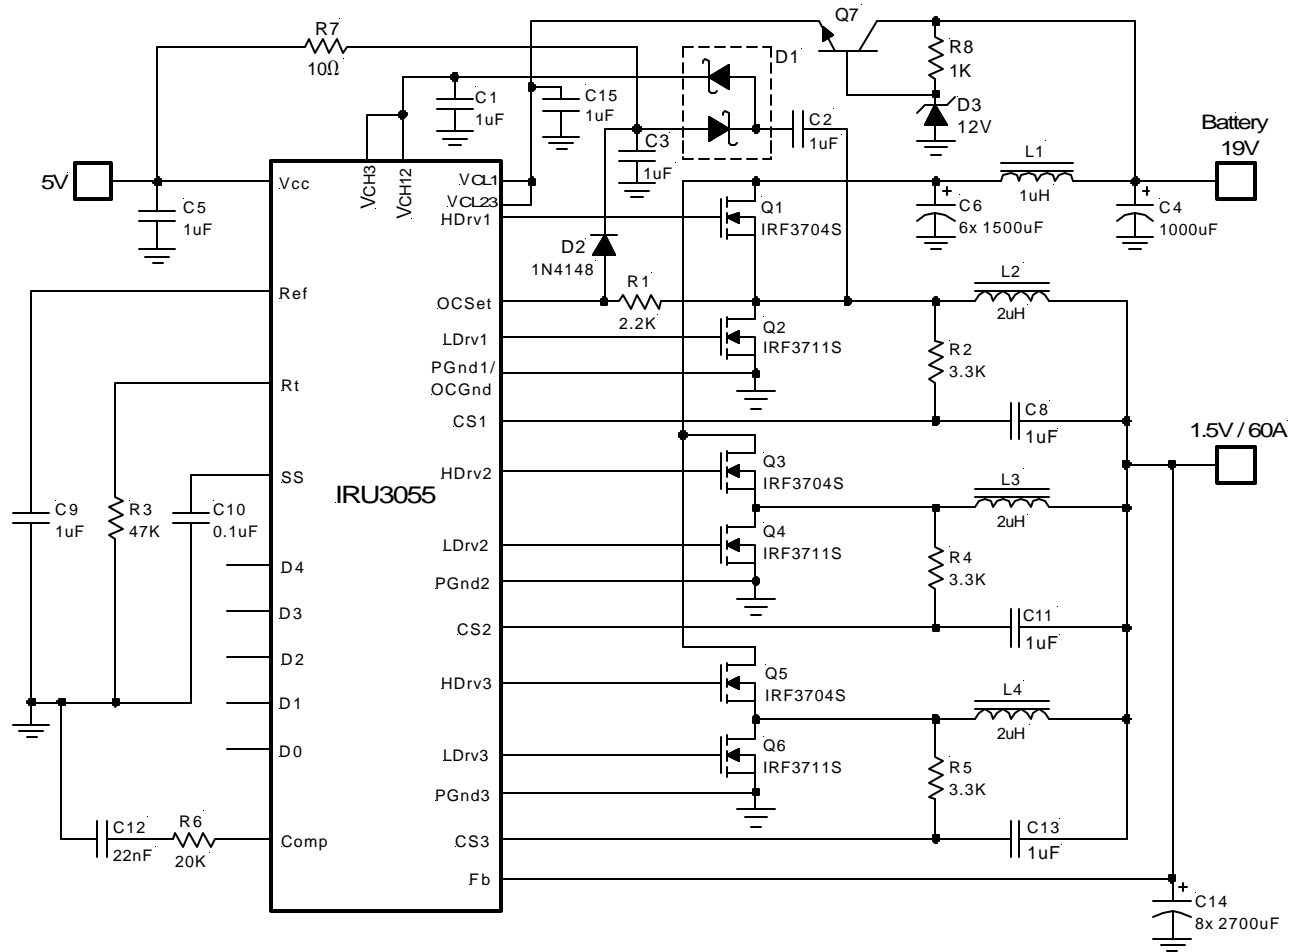 Q7
R7
10Ω
D1
R8
1K
C1
1uF
C15
1uF
C2
1uF
D3
12V
C3
1uF
Battery
19V
L1
1uH
5V
Vcc
VCH3
VCH12
VCL1
VCL23
HDrv1
C5
1uF
Q1
IRF3704S
C6
6x 1500uF
C4
1000uF
D2
1N4148
R1
2.2K
L2
2uH
Ref
OCSet
LDrv1
Q2
IRF3711S
R2
3.3K
PGnd1/
OCGnd
Rt
CS1
C8
1uF
1.5V / 60A
Q3
IRF3704S
HDrv2
SS
IRU3055
L3
2uH
C9
1uF
R3
47K
C10
0.1uF
Q4
IRF3711S
LDrv2
R4
3.3K
D4
PGnd2
D3
CS2
C11
1uF
D2
Q5
IRF3704S
HDrv3
L4
2uH
D1
D0
LDrv3
Q6
IRF3711S
R5
3.3K
PGnd3
C12
22nF
R6
20K
Comp
CS3
C13
1uF
Fb
C14
8x 2700uF